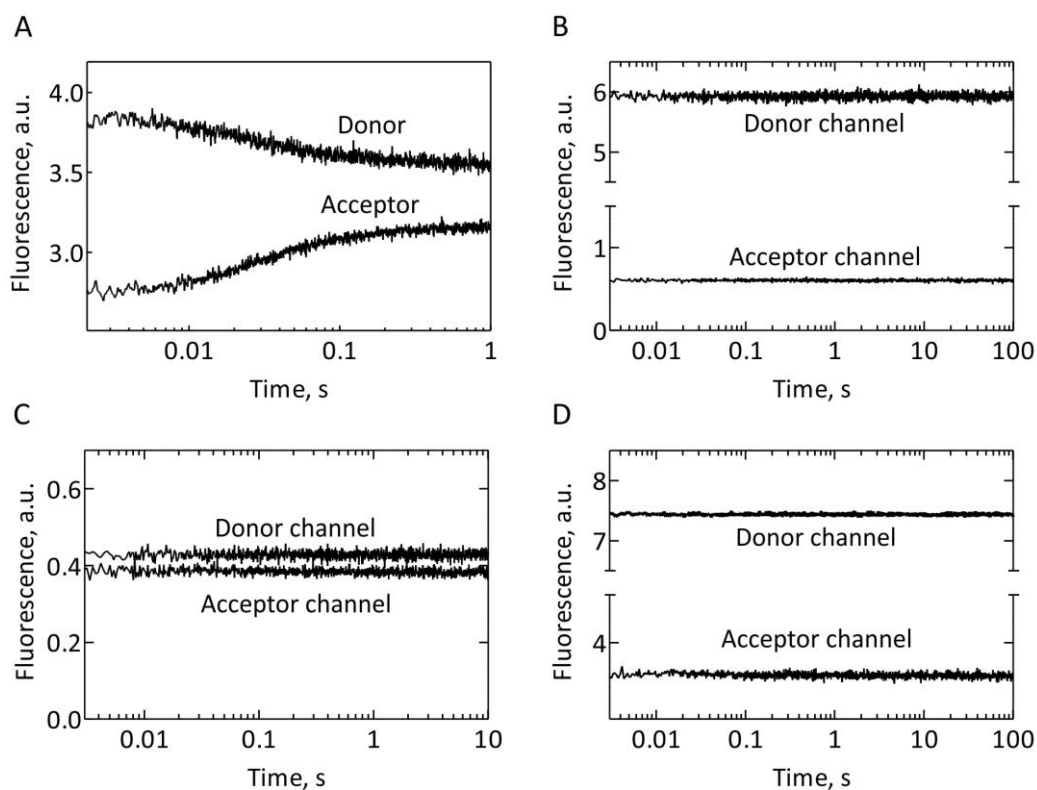 A
Fluorescence, a.u.
4.0
3.5
3.0
Donor
Acceptor
0.01 0.1 1
Time, s
B
Fluorescence, a.u.
6
5
1
0
Donor channel
Acceptor channel
0.01 0.1 1 10 100
Time, s
C
Fluorescence, a.u.
0.6
0.4
0.2
0.0
Donor channel
Acceptor channel
0.01 0.1 1 10
Time, s
D
Fluorescence, a.u.
8
7
4
Donor channel
Acceptor channel
0.01 0.1 1 10 100
Time, s